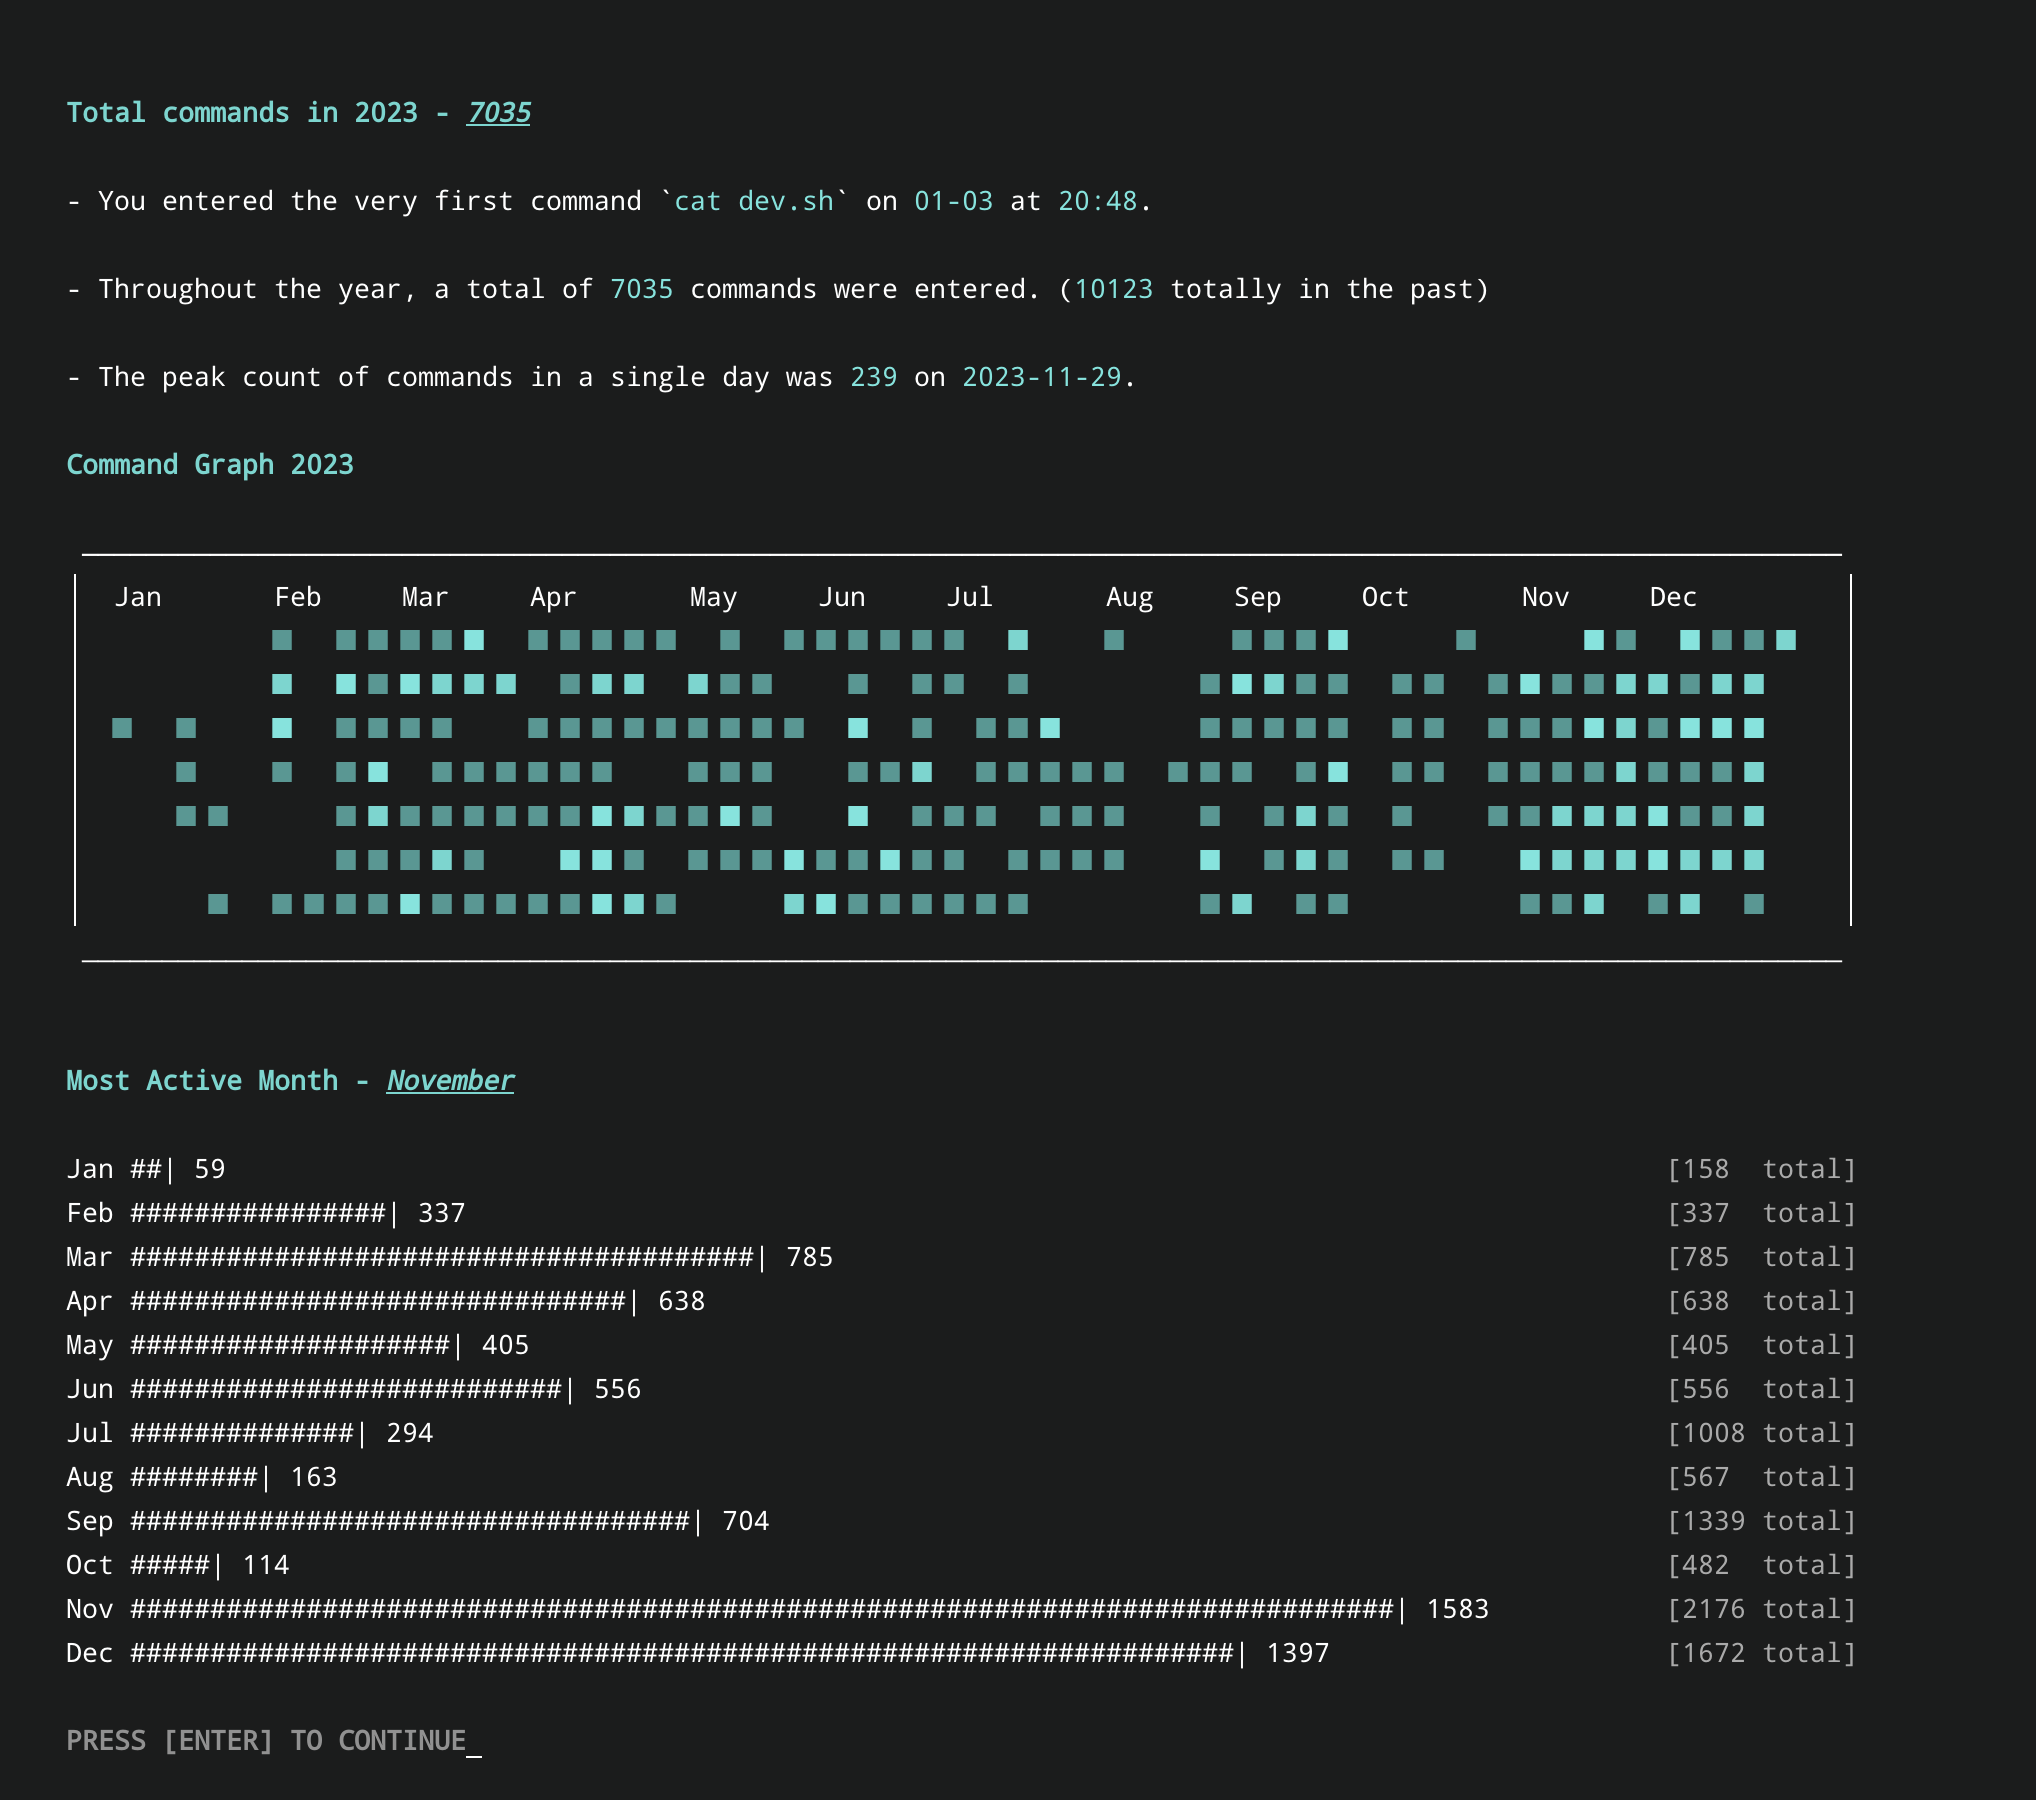 Total commands in 2023 - 7035
- You entered the very first command `cat dev.sh` on 01-03 at 20:48.
- Throughout the year, a total of 7035 commands were entered. (10123 totally in the past)
- The peak count of commands in a single day was 239 on 2023-11-29.
Command Graph 2023
Jan Feb Mar Apr May Jun Jul Aug Sep Oct Nov Dec
Most Active Month - November
Jan ##| 59 [158 total]
Feb ################| 337 [337 total]
Mar #######################################| 785 [785 total]
Apr ###############################| 638 [638 total]
May ####################| 405 [405 total]
Jun ###########################| 556 [556 total]
Jul ##############| 294 [1008 total]
Aug ########| 163 [567 total]
Sep ###################################| 704 [1339 total]
Oct #####| 114 [482 total]
Nov ###############################################################################| 1583 [2176 total]
Dec #####################################################################| 1397 [1672 total]
PRESS [ENTER] TO CONTINUE_